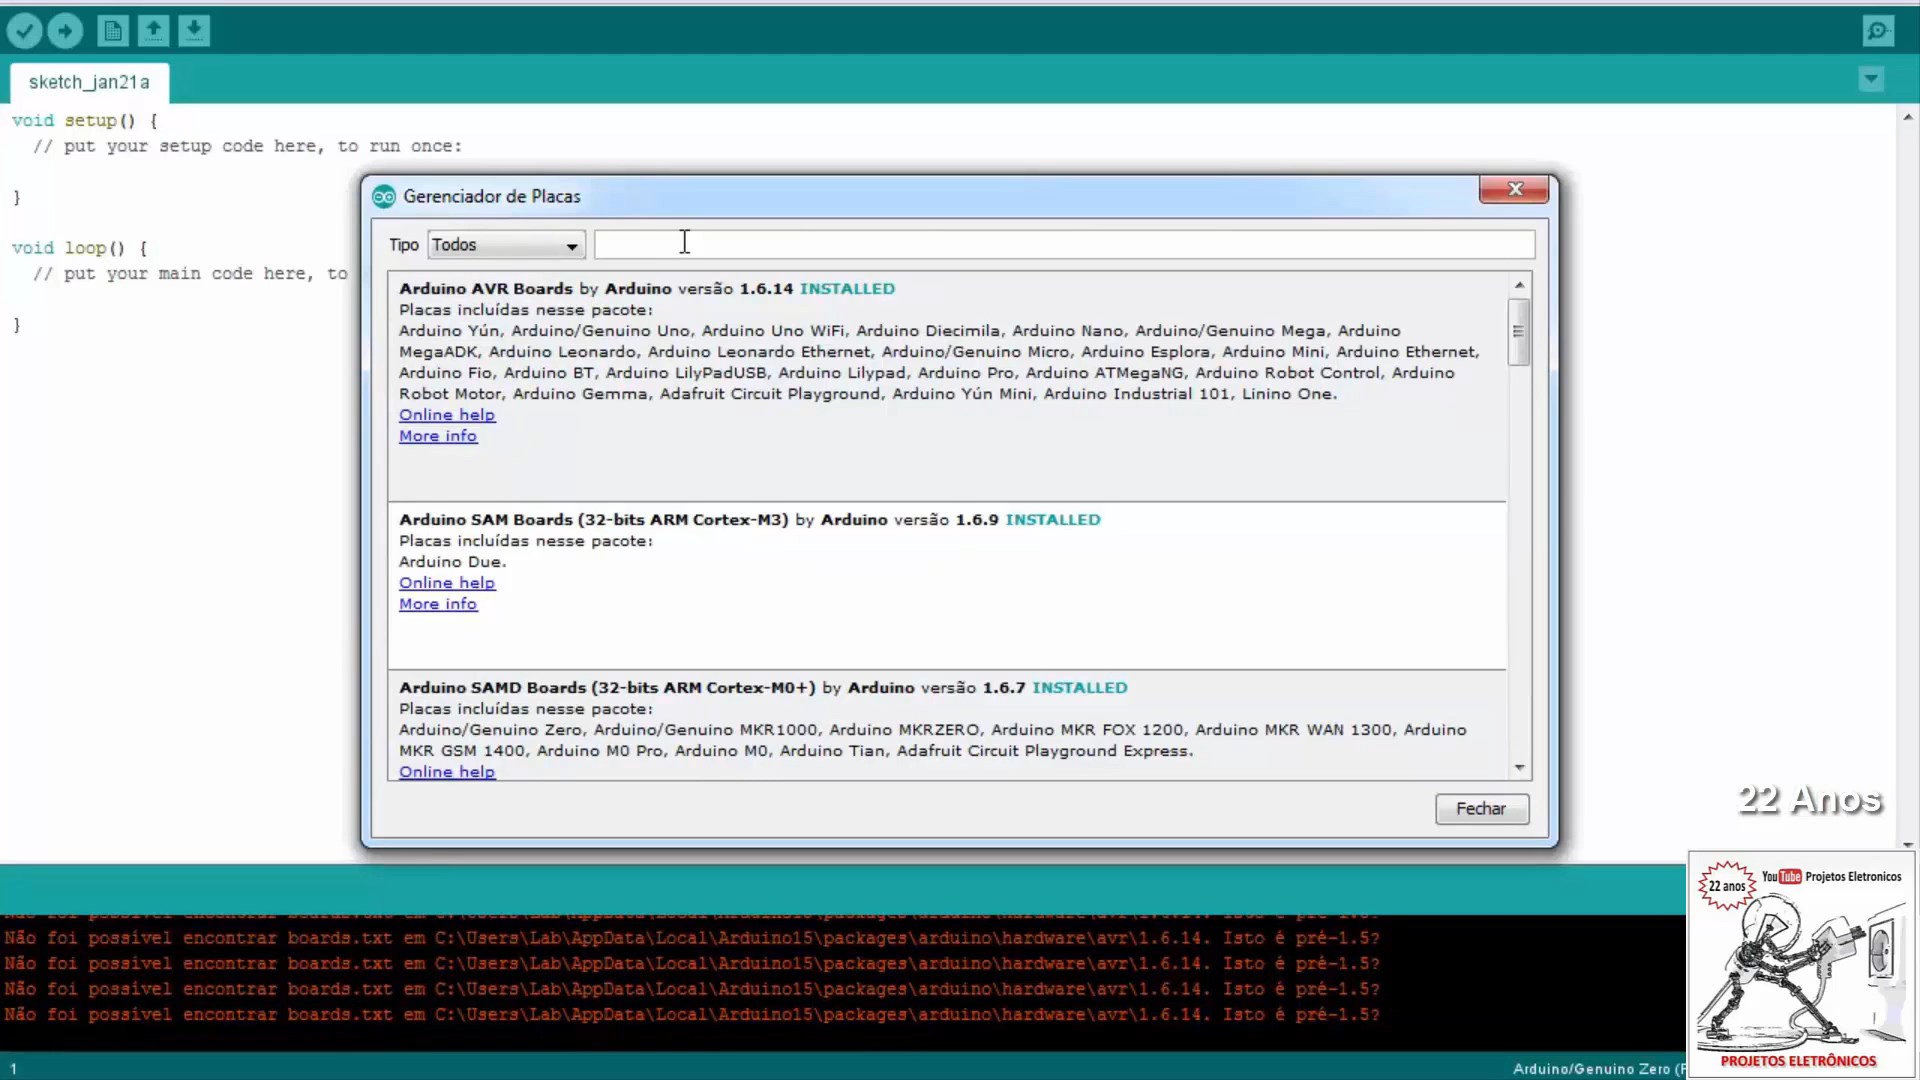 sketch_jan21a
void setup() {
// put your setup code here, to run once:
}
void loop() {
// put your main code here, to
}
Gerenciador de Placas
Tipo Todos
Arduino AVR Boards by Arduino versão 1.6.14 INSTALLED
Placas incluídas nesse pacote:
Arduino Yún, Arduino/Genuino Uno, Arduino Uno WiFi, Arduino Diecimila, Arduino Nano, Arduino/Genuino Mega, Arduino
MegaADK, Arduino Leonardo, Arduino Leonardo Ethernet, Arduino/Genuino Micro, Arduino Esplora, Arduino Mini, Arduino Ethernet,
Arduino Fio, Arduino BT, Arduino LilyPadUSB, Arduino Lilypad, Arduino Pro, Arduino ATMegaNG, Arduino Robot Control, Arduino
Robot Motor, Arduino Gemma, Adafruit Circuit Playground, Arduino Yún Mini, Arduino Industrial 101, Linino One.
Online help
More info
Arduino SAM Boards (32-bits ARM Cortex-M3) by Arduino versão 1.6.9 INSTALLED
Placas incluídas nesse pacote:
Arduino Due.
Online help
More info
Arduino SAMD Boards (32-bits ARM Cortex-M0+) by Arduino versão 1.6.7 INSTALLED
Placas incluídas nesse pacote:
Arduino/Genuino Zero, Arduino/Genuino MKR1000, Arduino MKRZERO, Arduino MKR FOX 1200, Arduino MKR WAN 1300, Arduino
MKR GSM 1400, Arduino M0 Pro, Arduino M0, Arduino Tian, Adafruit Circuit Playground Express.
Online help
Fechar
22 Anos
22 anos YouTube Projetos Eletronicos
PROJETOS ELETRÔNICOS
Não foi possível encontrar boards.txt em C:\Users\Lab\AppData\Local\Arduino15\packages\arduino\hardware\avr\1.6.14. Isto é pré-1.5?
Não foi possível encontrar boards.txt em C:\Users\Lab\AppData\Local\Arduino15\packages\arduino\hardware\avr\1.6.14. Isto é pré-1.5?
Não foi possível encontrar boards.txt em C:\Users\Lab\AppData\Local\Arduino15\packages\arduino\hardware\avr\1.6.14. Isto é pré-1.5?
Não foi possível encontrar boards.txt em C:\Users\Lab\AppData\Local\Arduino15\packages\arduino\hardware\avr\1.6.14. Isto é pré-1.5?
1
Arduino/Genuino Zero (